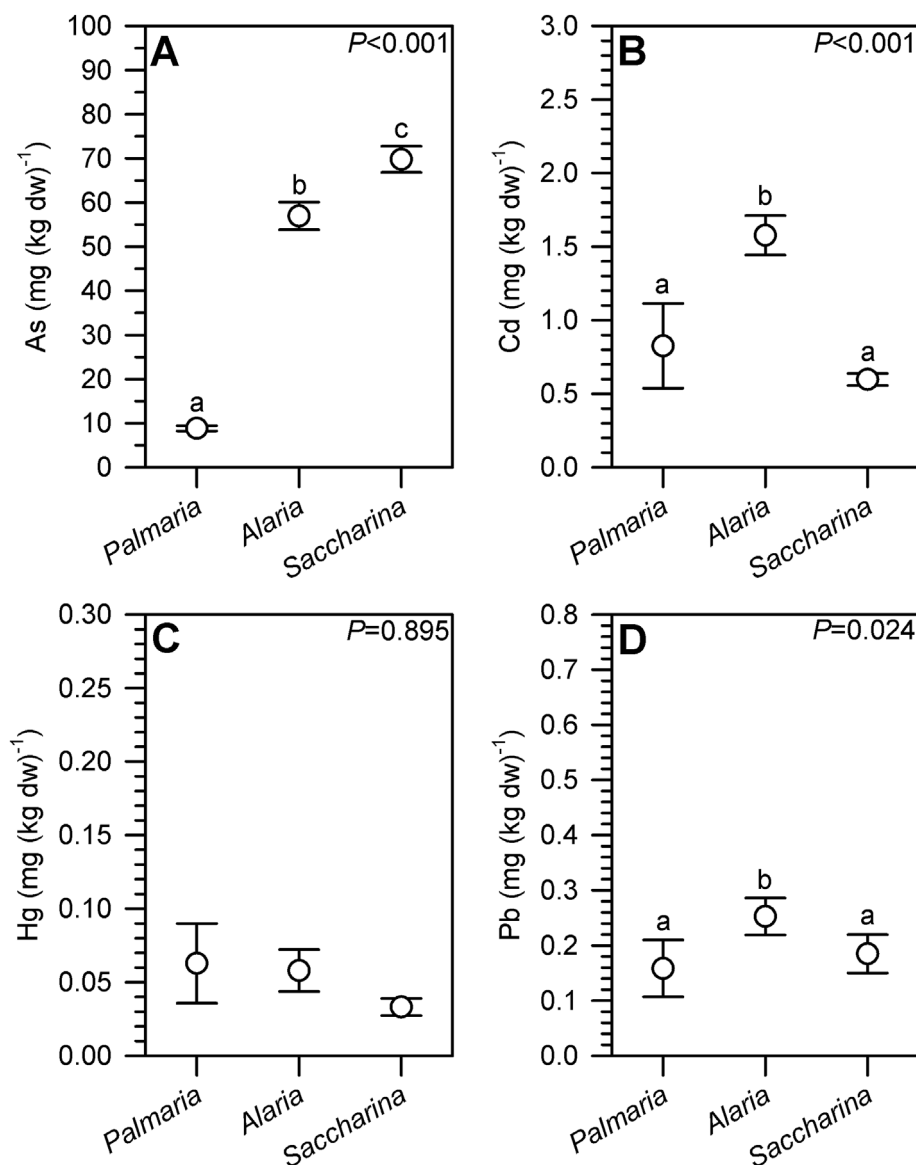 A
P<0.001
As (mg (kg dw)⁻¹)
100
90
80
70
60
50
40
30
20
10
0
a
b
c
Palmaria
Alaria
Saccharina
B
P<0.001
Cd (mg (kg dw)⁻¹)
3.0
2.5
2.0
1.5
1.0
0.5
0.0
a
b
a
Palmaria
Alaria
Saccharina
C
P=0.895
Hg (mg (kg dw)⁻¹)
0.30
0.25
0.20
0.15
0.10
0.05
0.00
Palmaria
Alaria
Saccharina
D
P=0.024
Pb (mg (kg dw)⁻¹)
0.8
0.7
0.6
0.5
0.4
0.3
0.2
0.1
0.0
a
b
a
Palmaria
Alaria
Saccharina